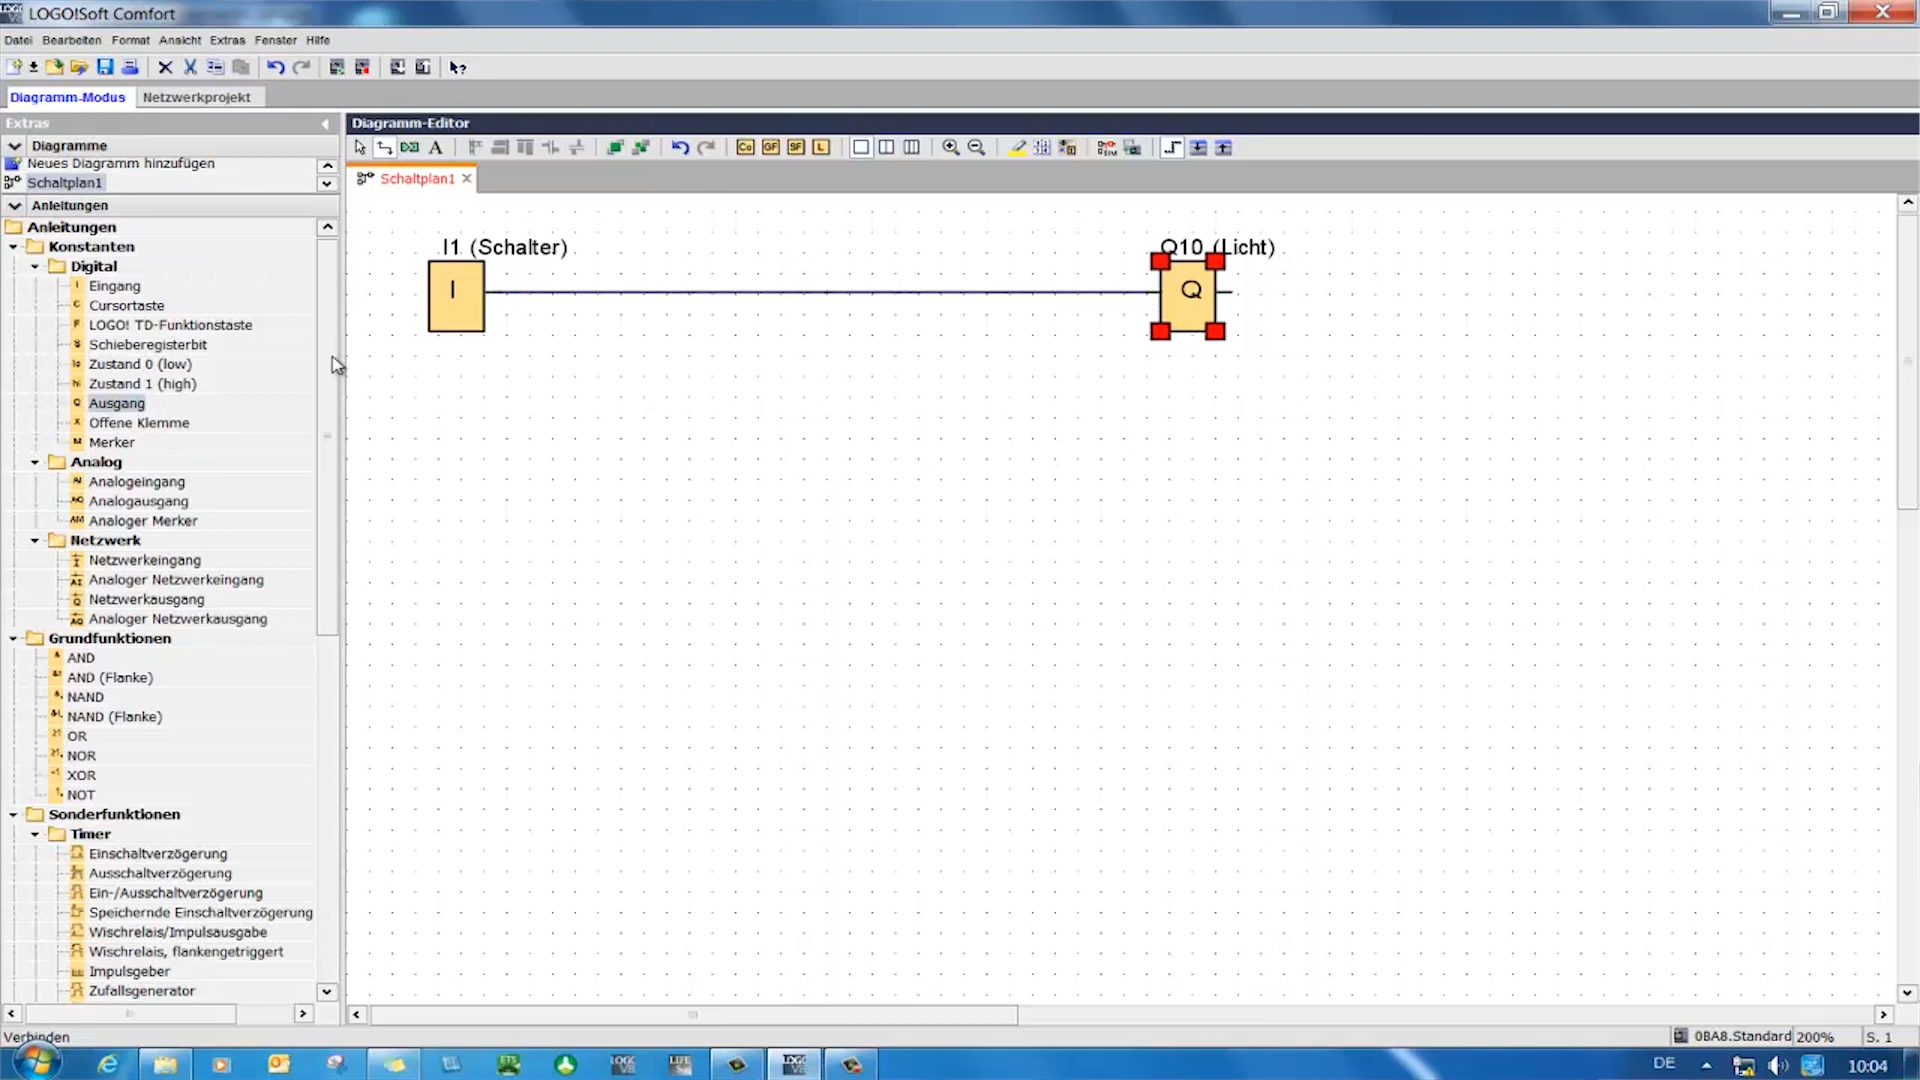 LOGO!Soft Comfort
Datei Bearbeiten Format Ansicht Extras Fenster Hilfe
Diagramm-Modus Netzwerkprojekt
Extras
Diagramme
Neues Diagramm hinzufügen
Schaltplan1
Anleitungen
Anleitungen
Konstanten
Digital
Eingang
Cursortaste
LOGO! TD-Funktionstaste
Schieberegisterbit
Zustand 0 (low)
Zustand 1 (high)
Ausgang
Offene Klemme
Merker
Analog
Analogeingang
Analogausgang
Analoger Merker
Netzwerk
Netzwerkeingang
Analoger Netzwerkeingang
Netzwerkausgang
Analoger Netzwerkausgang
Grundfunktionen
AND
AND (Flanke)
NAND
NAND (Flanke)
OR
NOR
XOR
NOT
Sonderfunktionen
Timer
Einschaltverzögerung
Ausschaltverzögerung
Ein-/Ausschaltverzögerung
Speichernde Einschaltverzögerung
Wischrelais/Impulsausgabe
Wischrelais, flankengetriggert
Impulsgeber
Zufallsgenerator
Diagramm-Editor
A Co GF SF L
Schaltplan1
I1 (Schalter) Q10 (Licht)
I Q
Verbinden 0BA8.Standard 200% S. 1
DE 10:04